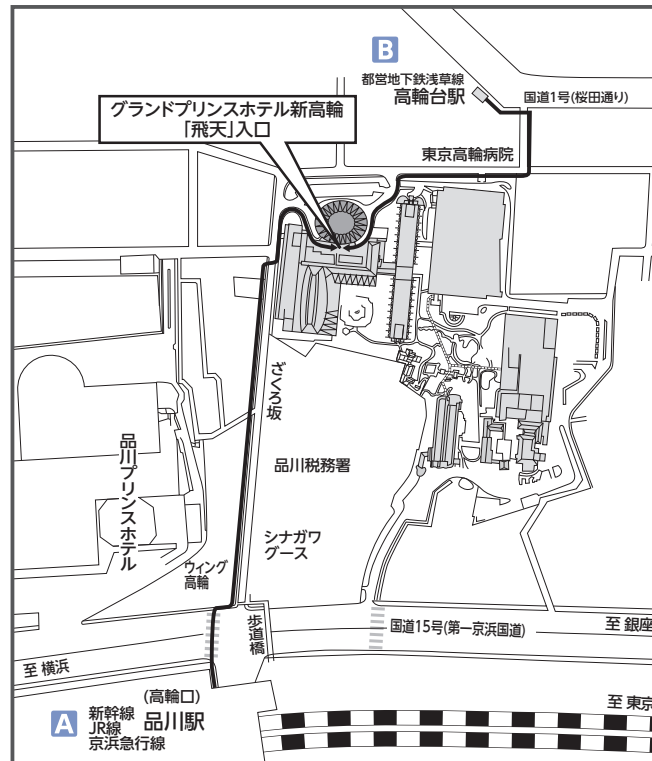 B
都営地下鉄浅草線
高輪台駅
国道1号(桜田通り)
グランドプリンスホテル新高輪
「飛天」入口
東京高輪病院
ざくろ坂
品川税務署
品川プリンスホテル
シナガワ
グース
ウィング
高輪
歩道橋
国道15号(第一京浜国道)
至 銀座
至 横浜
(高輪口)
A
新幹線
JR線
京浜急行線
品川駅
至 東京